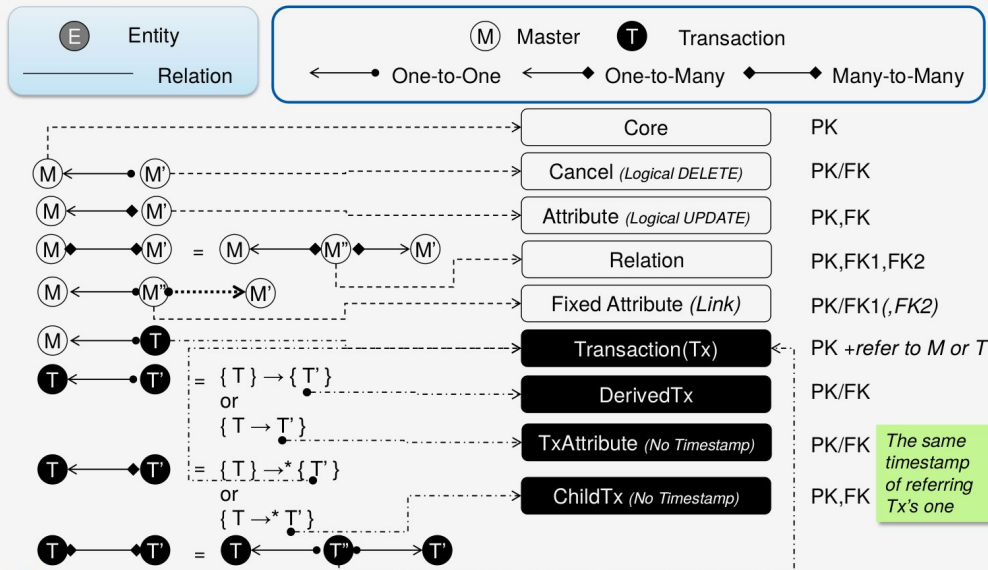 E Entity
Relation
M Master T Transaction
One-to-One One-to-Many Many-to-Many
Core PK
M M' Cancel (Logical DELETE) PK/FK
M M' Attribute (Logical UPDATE) PK,FK
M M' = M M" M' Relation PK,FK1,FK2
M M" M' Fixed Attribute (Link) PK/FK1(,FK2)
M T Transaction(Tx) PK +refer to M or T
T T' = { T } → { T' } DerivedTx PK/FK
or
{ T → T' } TxAttribute (No Timestamp) PK/FK
T T' = { T } →* { T' }
or
{ T →* T' } ChildTx (No Timestamp) PK,FK
The same
timestamp
of referring
Tx's one
T T' = T T" T'